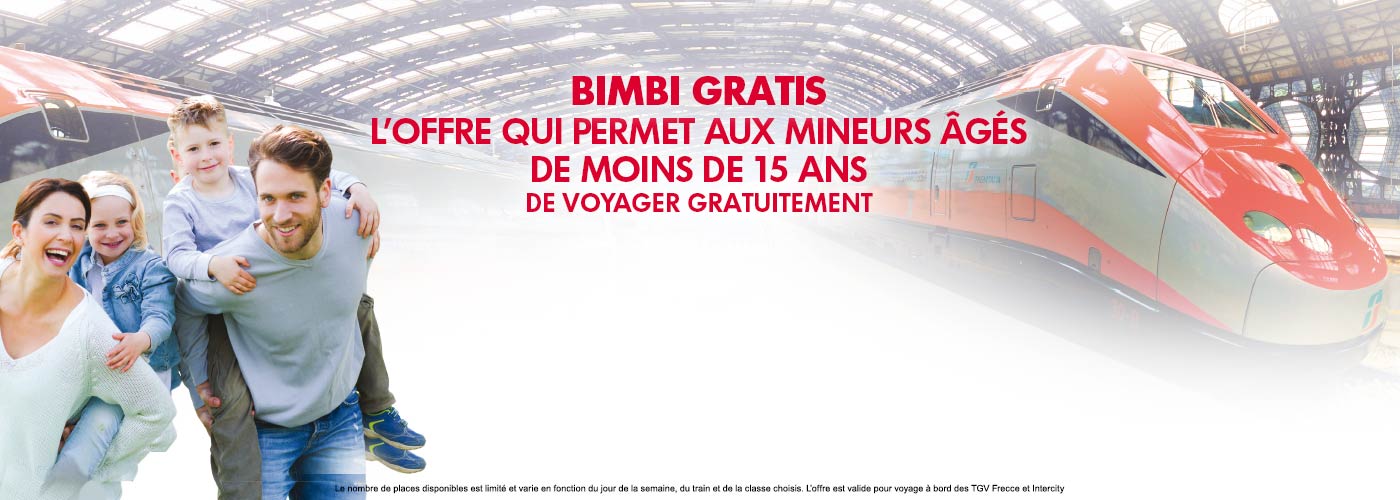 BIMBI GRATIS
L'OFFRE QUI PERMET AUX MINEURS ÂGÉS
DE MOINS DE 15 ANS
DE VOYAGER GRATUITEMENT
TRENITALIA
Le nombre de places disponibles est limité et varie en fonction du jour de la semaine, du train et de la classe choisis. L'offre est valide pour voyage à bord des TGV Frecce et Intercity